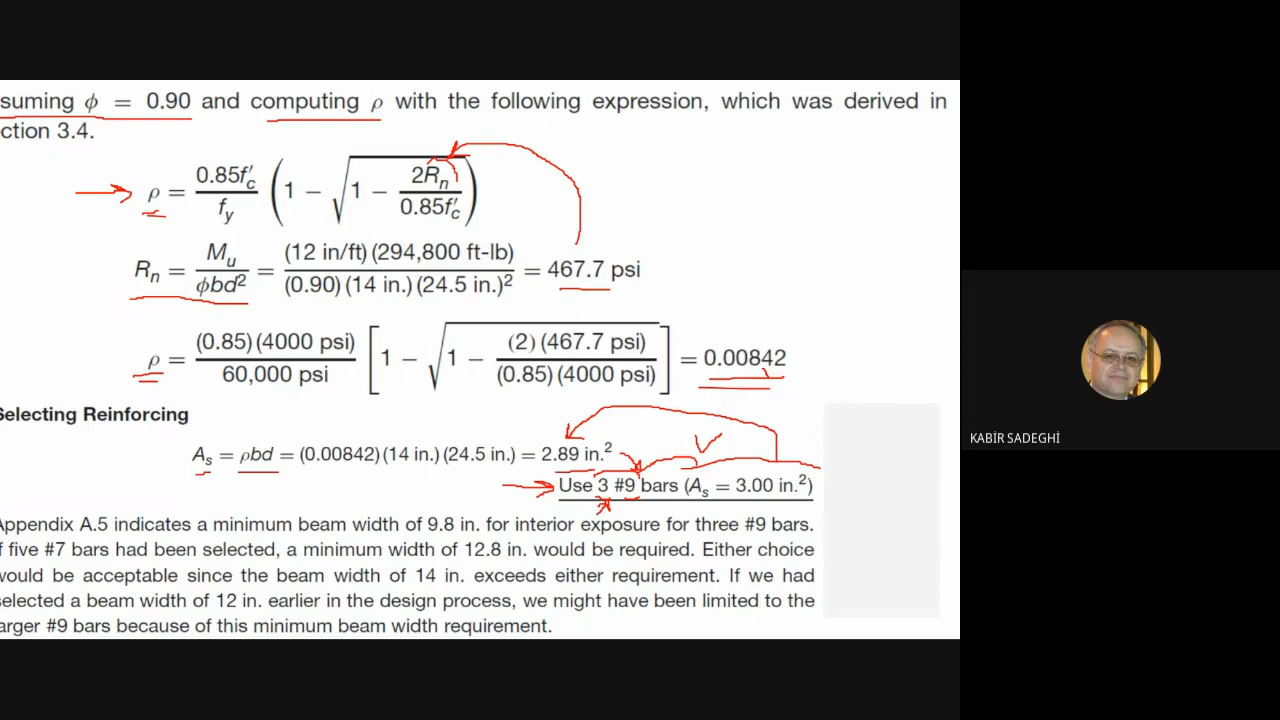 suming ϕ = 0.90 and computing ρ with the following expression, which was derived in
ction 3.4.
ρ = 0.85f′c / fy (1 − √(1 − 2Rn / 0.85f′c))
Rn = Mu / ϕbd² = (12 in/ft) (294,800 ft-lb) / (0.90) (14 in.) (24.5 in.)² = 467.7 psi
ρ = (0.85) (4000 psi) / 60,000 psi [1 − √(1 − (2) (467.7 psi) / (0.85) (4000 psi))] = 0.00842
Selecting Reinforcing
As = ρbd = (0.00842) (14 in.) (24.5 in.) = 2.89 in.²
Use 3 #9 bars (As = 3.00 in.²)
Appendix A.5 indicates a minimum beam width of 9.8 in. for interior exposure for three #9 bars.
f five #7 bars had been selected, a minimum width of 12.8 in. would be required. Either choice
would be acceptable since the beam width of 14 in. exceeds either requirement. If we had
selected a beam width of 12 in. earlier in the design process, we might have been limited to the
arger #9 bars because of this minimum beam width requirement.
KABİR SADEGHİ